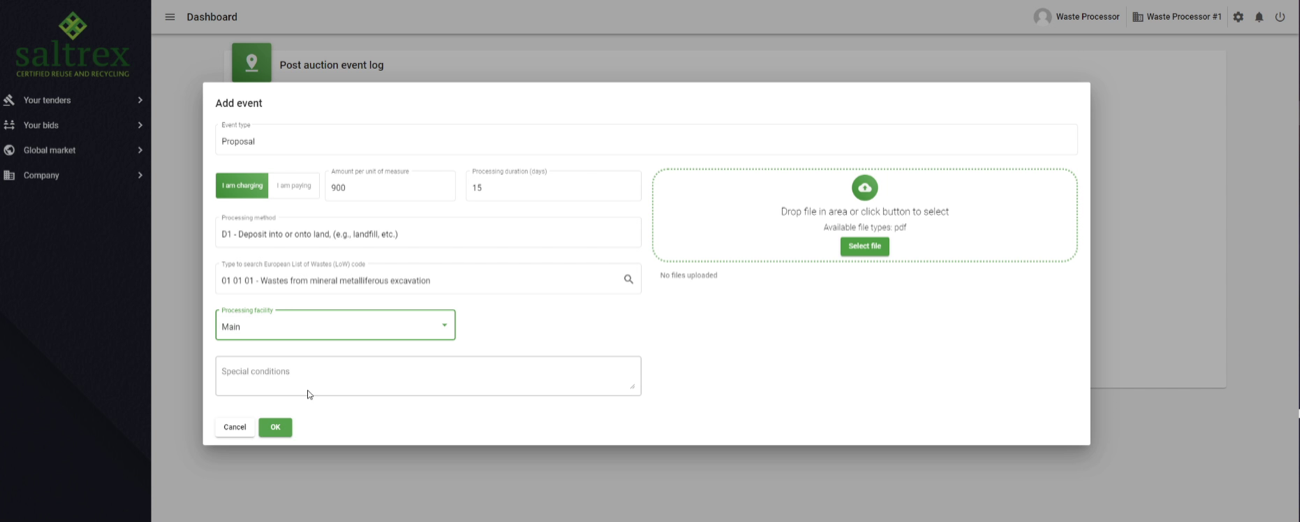 saltrex
CERTIFIED REUSE AND RECYCLING
Your tenders
Your bids
Global market
Company
Dashboard
Waste Processor
Waste Processor #1
Post auction event log
Add event
Event type
Proposal
I am charging
I am paying
Amount per unit of measure
900
Processing duration (days)
15
Processing method
D1 - Deposit into or onto land, (e.g., landfill, etc.)
Type to search European List of Wastes (LoW) code
01 01 01 - Wastes from mineral metalliferous excavation
Processing facility
Main
Special conditions
Cancel
OK
Drop file in area or click button to select
Available file types: pdf
Select file
No files uploaded